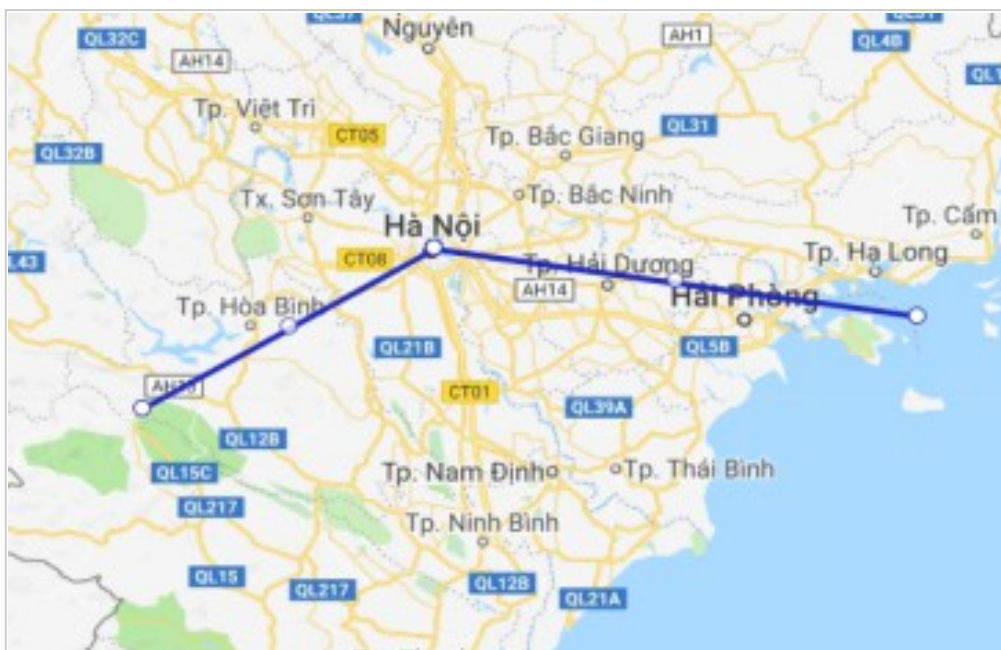 QL32C
QL37
Nguyên
AH14
AH1
QL4B
QL31
Tp. Việt Trì
CT05
QL31
Tp. Bắc Giang
QL32B
Tx. Sơn Tây
Tp. Bắc Ninh
Hà Nội
Tp. Cẩm
CT08
Tp. Hải Dương
Tp. Hạ Long
.43
AH14
Hải Phòng
Tp. Hòa Bình
QL21B
QL5B
CT01
QL39A
QL12B
QL15C
Tp. Nam Định
Tp. Thái Bình
QL217
Tp. Ninh Bình
QL15
QL217
QL12B
QL21A